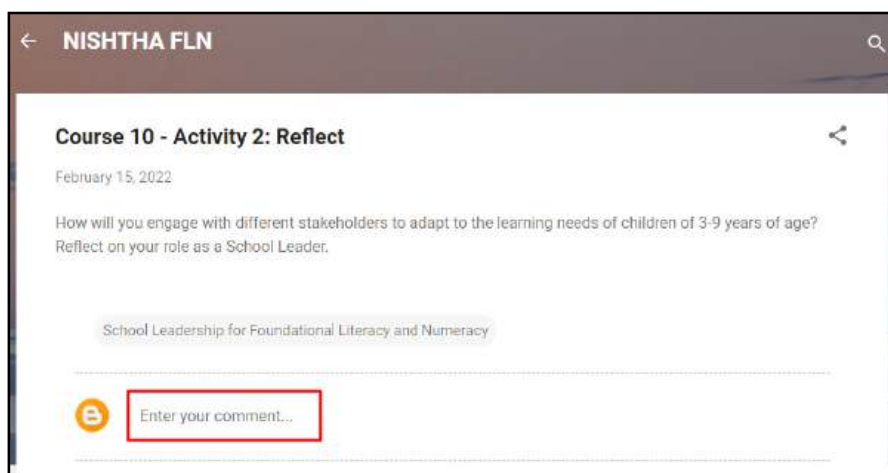 NISHTHA FLN
Course 10 - Activity 2: Reflect
February 15, 2022
How will you engage with different stakeholders to adapt to the learning needs of children of 3-9 years of age?
Reflect on your role as a School Leader.
School Leadership for Foundational Literacy and Numeracy
Enter your comment...